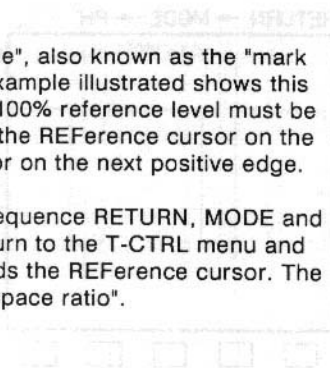 e", also known as the "mark
xample illustrated shows this
100% reference level must be
the REFerence cursor on the
or on the next positive edge.
equence RETURN, MODE and
urn to the T-CTRL menu and
ds the REFerence cursor. The
pace ratio".